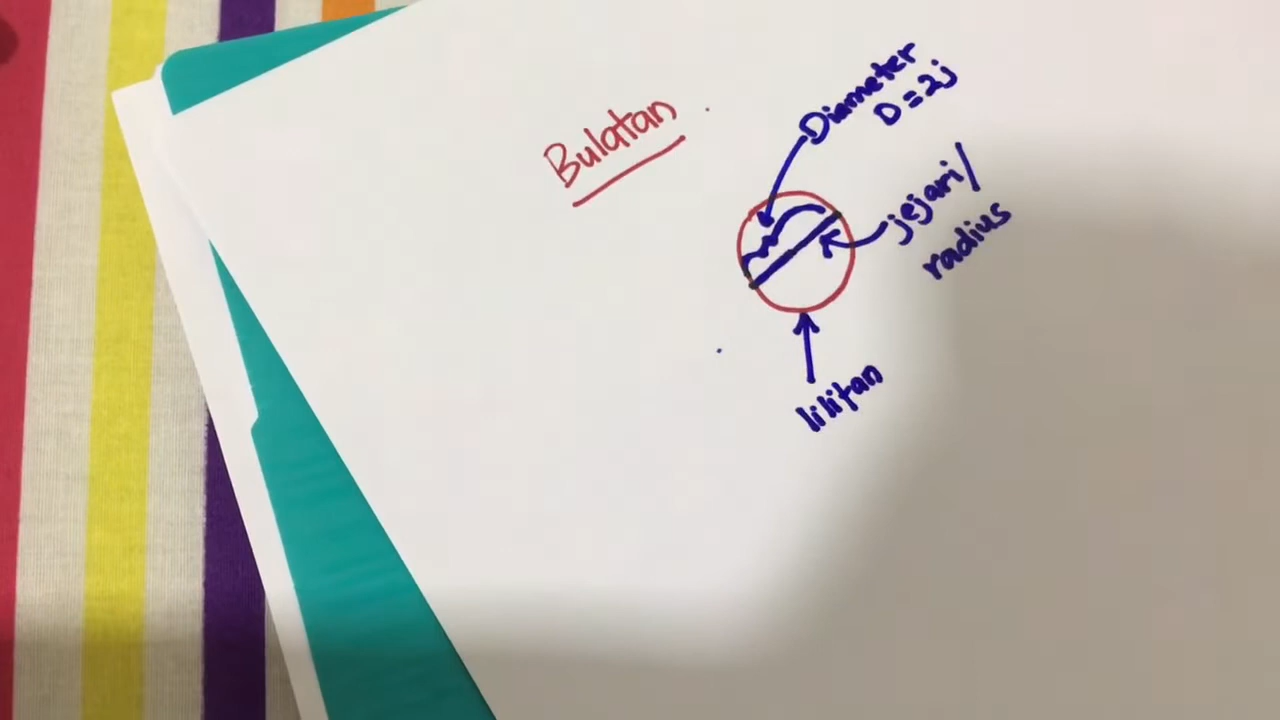 Bulatan
Diameter
D = 2j
jejari/
radius
lilitan